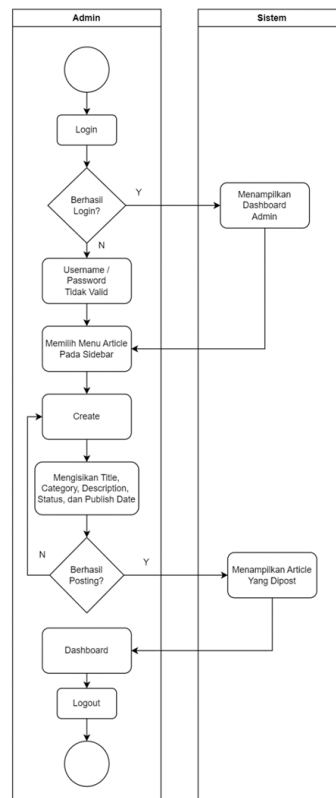 Admin
Sistem
Login
Berhasil
Login?
Y
Menampilkan
Dashboard
Admin
N
Username /
Password
Tidak Valid
Memilih Menu Article
Pada Sidebar
Create
Mengisikan Title,
Category, Description,
Status, dan Publish Date
N
Berhasil
Posting?
Y
Menampilkan Article
Yang Dipost
Dashboard
Logout